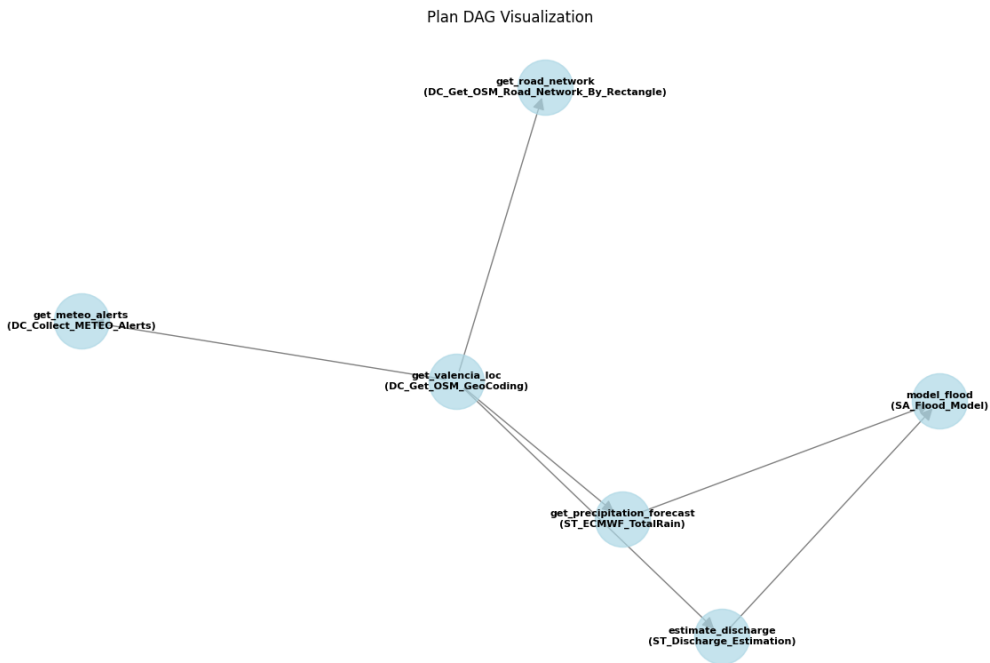 Plan DAG Visualization
get_road_network
(DC_Get_OSM_Road_Network_By_Rectangle)
get_meteo_alerts
(DC_Collect_METEO_Alerts)
get_valencia_loc
(DC_Get_OSM_GeoCoding)
model_flood
(SA_Flood_Model)
get_precipitation_forecast
(ST_ECMWF_TotalRain)
estimate_discharge
(ST_Discharge_Estimation)